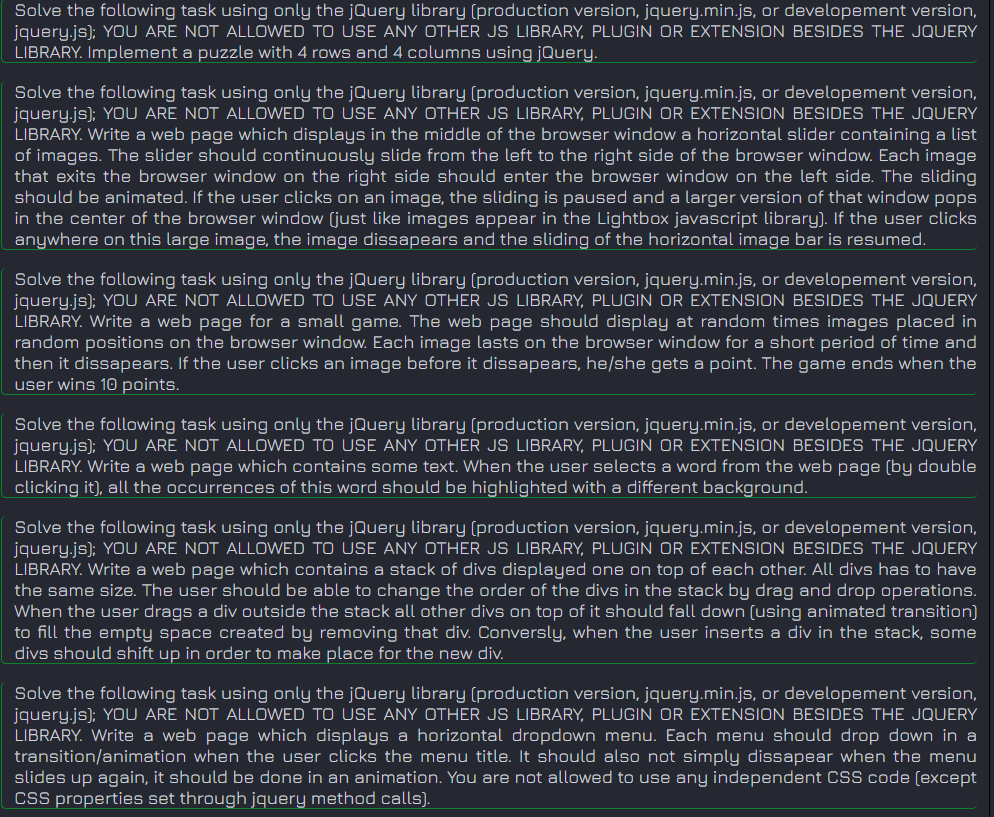 Solve the following task using only the jQuery library (production version, jquery.min.js, or developement version,
jquery.js); YOU ARE NOT ALLOWED TO USE ANY OTHER JS LIBRARY, PLUGIN OR EXTENSION BESIDES THE JQUERY
LIBRARY. Implement a puzzle with 4 rows and 4 columns using jQuery.
Solve the following task using only the jQuery library (production version, jquery.min.js, or developement version,
jquery.js); YOU ARE NOT ALLOWED TO USE ANY OTHER JS LIBRARY, PLUGIN OR EXTENSION BESIDES THE JQUERY
LIBRARY. Write a web page which displays in the middle of the browser window a horizontal slider containing a list
of images. The slider should continuously slide from the left to the right side of the browser window. Each image
that exits the browser window on the right side should enter the browser window on the left side. The sliding
should be animated. If the user clicks on an image, the sliding is paused and a larger version of that window pops
in the center of the browser window (just like images appear in the Lightbox javascript library). If the user clicks
anywhere on this large image, the image dissapears and the sliding of the horizontal image bar is resumed.
Solve the following task using only the jQuery library (production version, jquery.min.js, or developement version,
jquery.js); YOU ARE NOT ALLOWED TO USE ANY OTHER JS LIBRARY, PLUGIN OR EXTENSION BESIDES THE JQUERY
LIBRARY. Write a web page for a small game. The web page should display at random times images placed in
random positions on the browser window. Each image lasts on the browser window for a short period of time and
then it dissapears. If the user clicks an image before it dissapears, he/she gets a point. The game ends when the
user wins 10 points.
Solve the following task using only the jQuery library (production version, jquery.min.js, or developement version,
jquery.js); YOU ARE NOT ALLOWED TO USE ANY OTHER JS LIBRARY, PLUGIN OR EXTENSION BESIDES THE JQUERY
LIBRARY. Write a web page which contains some text. When the user selects a word from the web page (by double
clicking it), all the occurrences of this word should be highlighted with a different background.
Solve the following task using only the jQuery library (production version, jquery.min.js, or developement version,
jquery.js); YOU ARE NOT ALLOWED TO USE ANY OTHER JS LIBRARY, PLUGIN OR EXTENSION BESIDES THE JQUERY
LIBRARY. Write a web page which contains a stack of divs displayed one on top of each other. All divs has to have
the same size. The user should be able to change the order of the divs in the stack by drag and drop operations.
When the user drags a div outside the stack all other divs on top of it should fall down (using animated transition)
to fill the empty space created by removing that div. Conversly, when the user inserts a div in the stack, some
divs should shift up in order to make place for the new div.
Solve the following task using only the jQuery library (production version, jquery.min.js, or developement version,
jquery.js); YOU ARE NOT ALLOWED TO USE ANY OTHER JS LIBRARY, PLUGIN OR EXTENSION BESIDES THE JQUERY
LIBRARY. Write a web page which displays a horizontal dropdown menu. Each menu should drop down in a
transition/animation when the user clicks the menu title. It should also not simply dissapear when the menu
slides up again, it should be done in an animation. You are not allowed to use any independent CSS code (except
CSS properties set through jquery method calls).